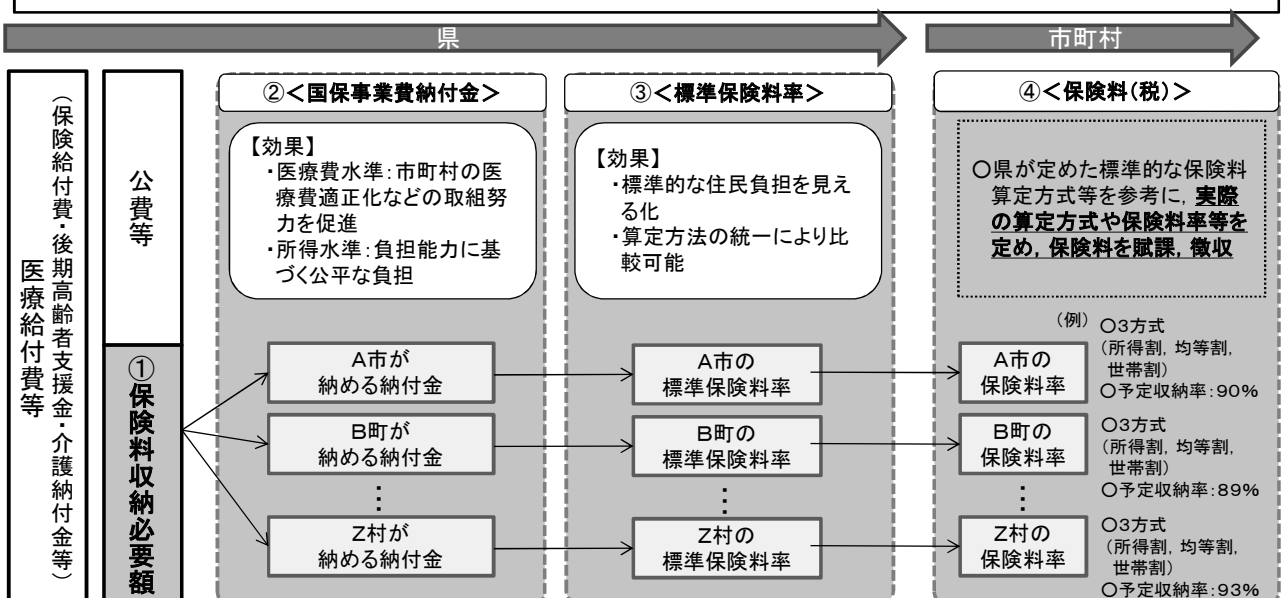 県
市町村
医療給付費等
(保険給付費・後期高齢者支援金・介護納付金等)
公費等
①保険料収納必要額
②<国保事業費納付金>
【効果】
・医療費水準:市町村の医
療費適正化などの取組努
力を促進
・所得水準:負担能力に基
づく公平な負担
A市が
納める納付金
B町が
納める納付金
⋮
Z村が
納める納付金
③<標準保険料率>
【効果】
・標準的な住民負担を見え
る化
・算定方法の統一により比
較可能
A市の
標準保険料率
B町の
標準保険料率
⋮
Z村の
標準保険料率
④<保険料(税)>
○県が定めた標準的な保険料
算定方式等を参考に,実際
の算定方式や保険料率等を
定め,保険料を賦課,徴収
(例)
A市の
保険料率
○3方式
(所得割,均等割,
世帯割)
○予定収納率:90%
B町の
保険料率
○3方式
(所得割,均等割,
世帯割)
○予定収納率:89%
⋮
Z村の
保険料率
○3方式
(所得割,均等割,
世帯割)
○予定収納率:93%